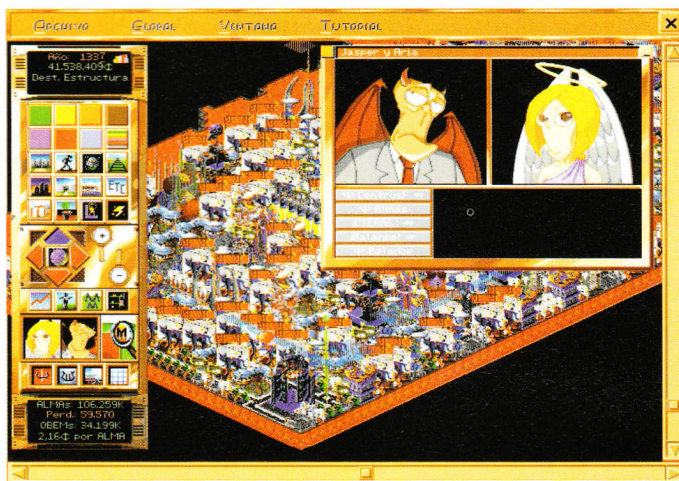 Archivo Global Ventana Tutorial
Año: 1337
41.538.409₵
Dest. Estructura
Jasper y Aria
ETC
Centrar
M
ALMAs: 106.259K
Perd.: 59.570
OBEMs: 34.199K
2,16₵ por ALMA